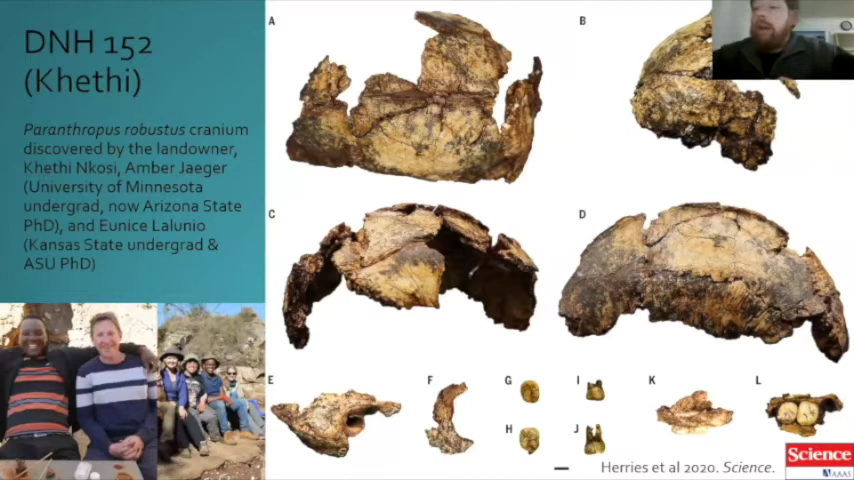 DNH 152
(Khethi)
Paranthropus robustus cranium
discovered by the landowner,
Khethi Nkosi, Amber Jaeger
(University of Minnesota
undergrad, now Arizona State
PhD), and Eunice Lalunio
(Kansas State undergrad &
ASU PhD)
A
B
C
D
E
F
G
H
I
J
K
L
Herries et al 2020. Science.
Science
AAAS